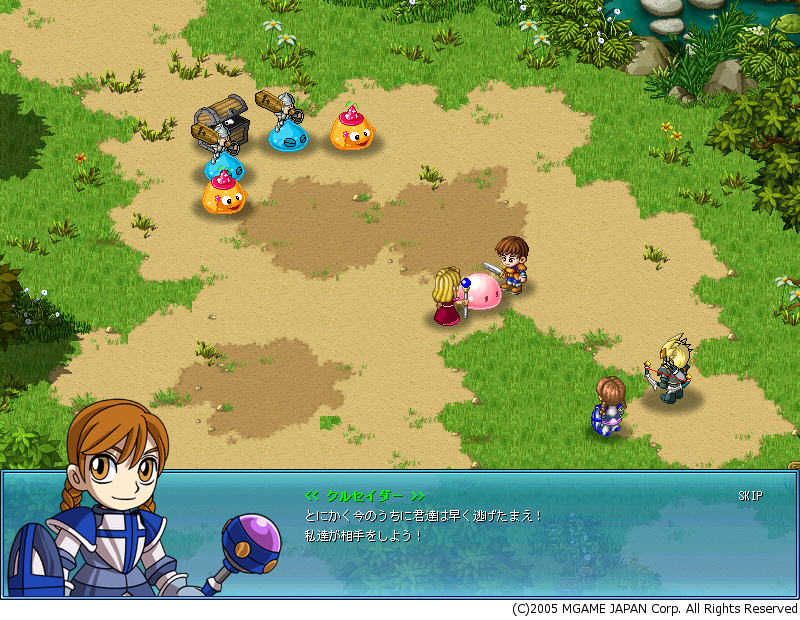 << クルセイダー >>
SKIP
とにかく今のうちに君達は早く逃げたまえ！
私達が相手をしよう！
(C)2005 MGAME JAPAN Corp. All Rights Reserved